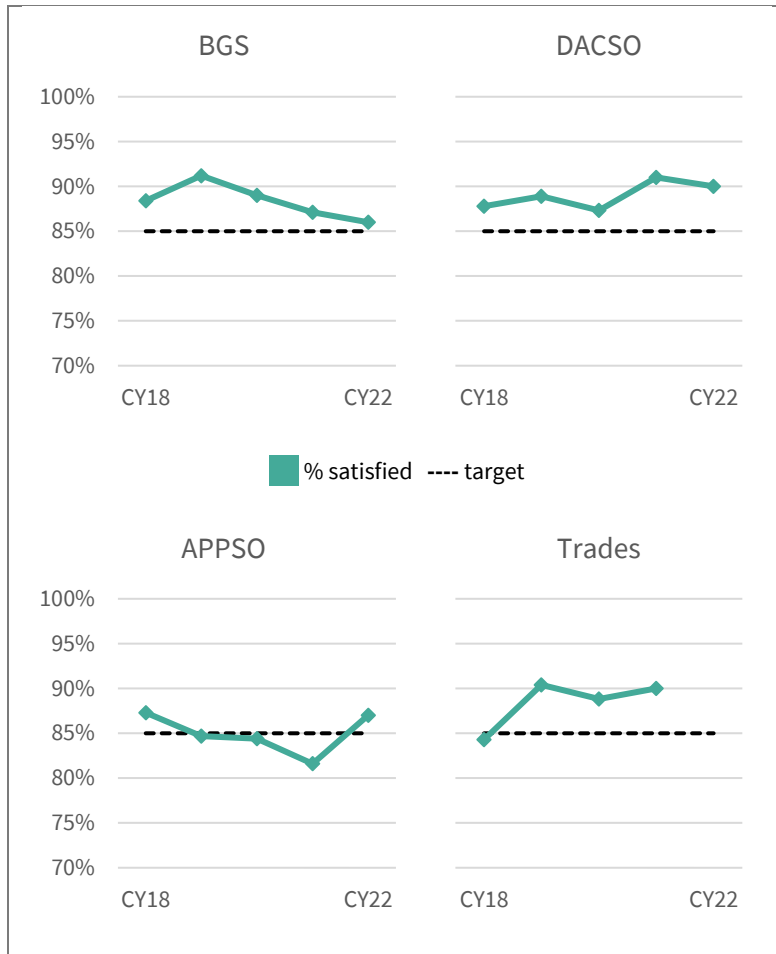 BGS
DACSO
100%
95%
90%
85%
80%
75%
70%
CY18
CY22
CY18
CY22
% satisfied ---- target
APPSO
Trades
100%
95%
90%
85%
80%
75%
70%
CY18
CY22
CY18
CY22